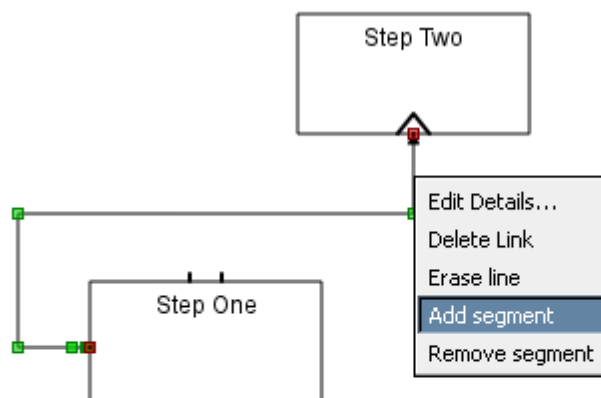 Step Two
Edit Details...
Delete Link
Erase line
Add segment
Remove segment
Step One